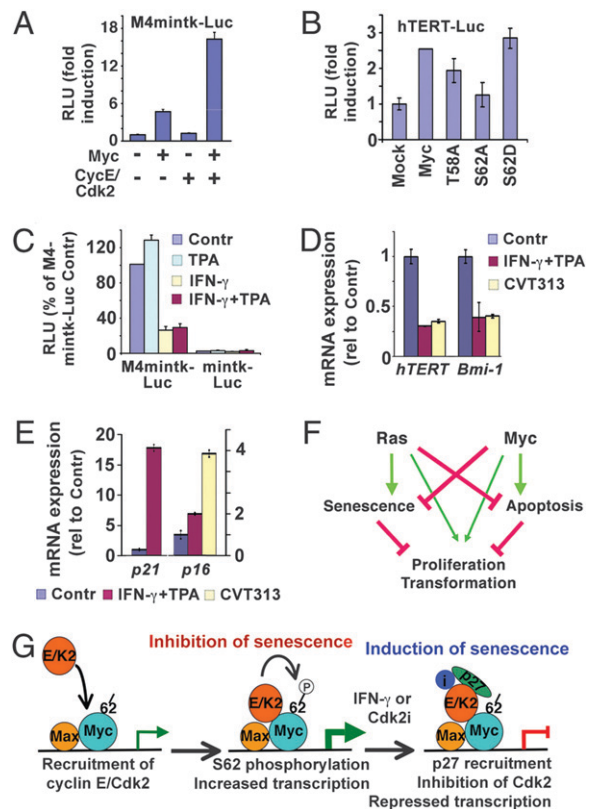 A
M4mintk-Luc
RLU (fold
induction)
18
12
6
0
Myc - + - +
CycE/
Cdk2 - - + +
B
hTERT-Luc
RLU (fold
induction)
3
2
1
0
Mock
Myc
T58A
S62A
S62D
C
RLU (% of M4-
mintk-Luc Contr)
120
80
40
0
Contr
TPA
IFN-γ
IFN-γ+TPA
M4mintk-
Luc
mintk-
Luc
D
mRNA expression
(rel to Contr)
1
0.5
0
Contr
IFN-γ+TPA
CVT313
hTERT Bmi-1
E
mRNA expression
(rel to Contr)
20
15
10
5
0
4
2
0
p21 p16
Contr IFN-γ+TPA CVT313
F
Ras Myc
Senescence Apoptosis
Proliferation
Transformation
G
E/K2
62
Max Myc
Recruitment of
cyclin E/Cdk2
Inhibition of senescence
P
E/K2 62
Max Myc
S62 phosphorylation
Increased transcription
IFN-γ or
Cdk2i
Induction of senescence
i p27
E/K2 62
Max Myc
p27 recruitment
Inhibition of Cdk2
Repressed transcription